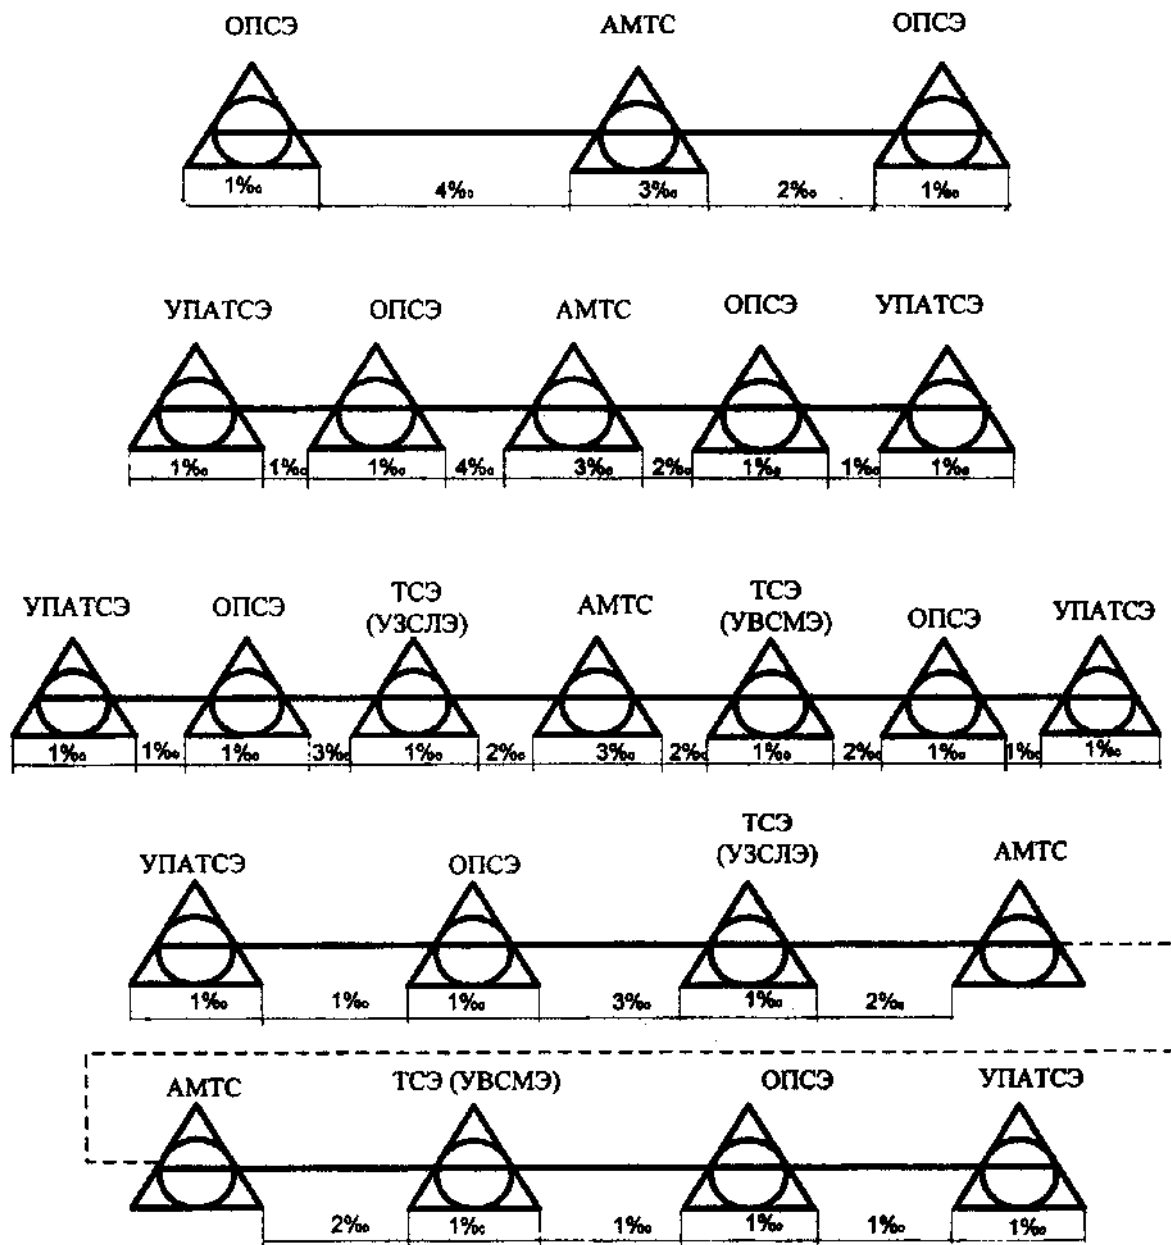 ОПСЭ АМТС ОПСЭ
1‰ 4‰ 3‰ 2‰ 1‰
УПАТСЭ ОПСЭ АМТС ОПСЭ УПАТСЭ
1‰ 1‰ 1‰ 4‰ 3‰ 2‰ 1‰ 1‰ 1‰
УПАТСЭ ОПСЭ ТСЭ АМТС ТСЭ ОПСЭ УПАТСЭ
(УЗСЛЭ) (УВСМЭ)
1‰ 1‰ 1‰ 3‰ 1‰ 2‰ 3‰ 2‰ 1‰ 2‰ 1‰ 1‰ 1‰
ТСЭ
УПАТСЭ ОПСЭ (УЗСЛЭ) АМТС
1‰ 1‰ 1‰ 3‰ 1‰ 2‰
АМТС ТСЭ (УВСМЭ) ОПСЭ УПАТСЭ
2‰ 1‰ 1‰ 1‰ 1‰ 1‰